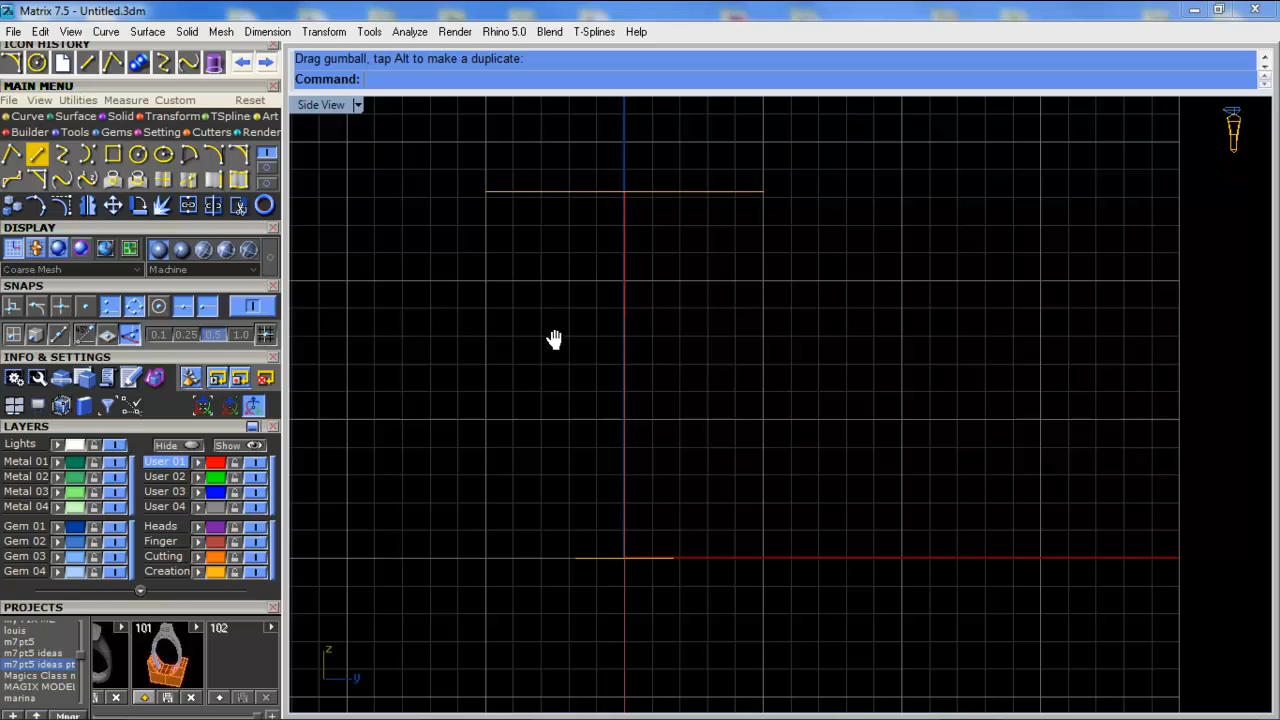 Matrix 7.5 - Untitled.3dm
File Edit View Curve Surface Solid Mesh Dimension Transform Tools Analyze Render Rhino 5.0 Blend T-Splines Help
ICON HISTORY
Drag gumball, tap Alt to make a duplicate:
Command:
MAIN MENU
File View Utilities Measure Custom Reset
Side View
Curve Surface Solid Transform TSpline Art
Builder Tools Gems Setting Cutters Render
DISPLAY
Coarse Mesh Machine
SNAPS
0.1 0.25 0.5 1.0
INFO & SETTINGS
LAYERS
Lights Hide Show
Metal 01 User 01
Metal 02 User 02
Metal 03 User 03
Metal 04 User 04
Gem 01 Heads
Gem 02 Finger
Gem 03 Cutting
Gem 04 Creation
PROJECTS
louis
m7pt5
m7pt5 ideas
m7pt5 ideas pt
Magics Class n
MAGIX MODEL
marina
101 102
z
y